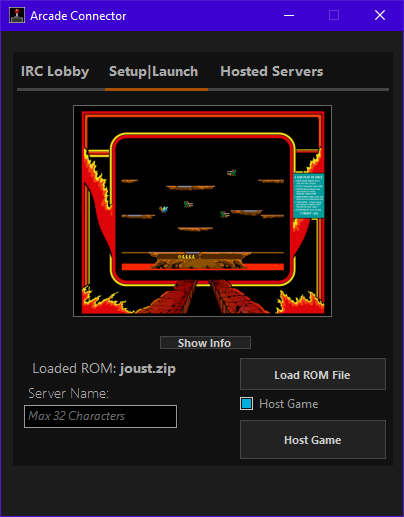 Arcade Connector
IRC Lobby
Setup|Launch
Hosted Servers
Show Info
Loaded ROM: joust.zip
Load ROM File
Server Name:
Host Game
Max 32 Characters
Host Game